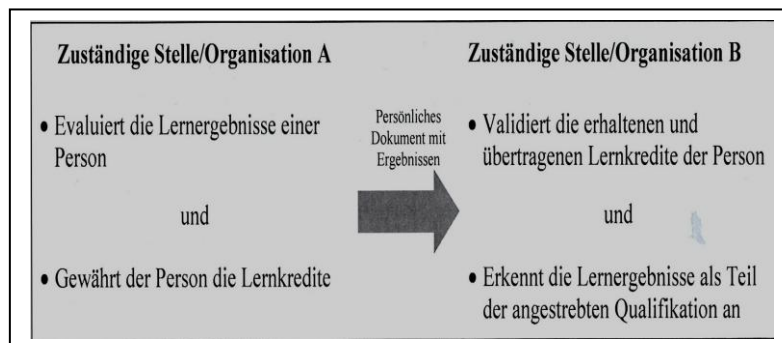 Zuständige Stelle/Organisation A
• Evaluiert die Lernergebnisse einer
Person
und
• Gewährt der Person die Lernkredite
Persönliches
Dokument mit
Ergebnissen
Zuständige Stelle/Organisation B
• Validiert die erhaltenen und
übertragenen Lernkredite der Person
und
• Erkennt die Lernergebnisse als Teil
der angestrebten Qualifikation an